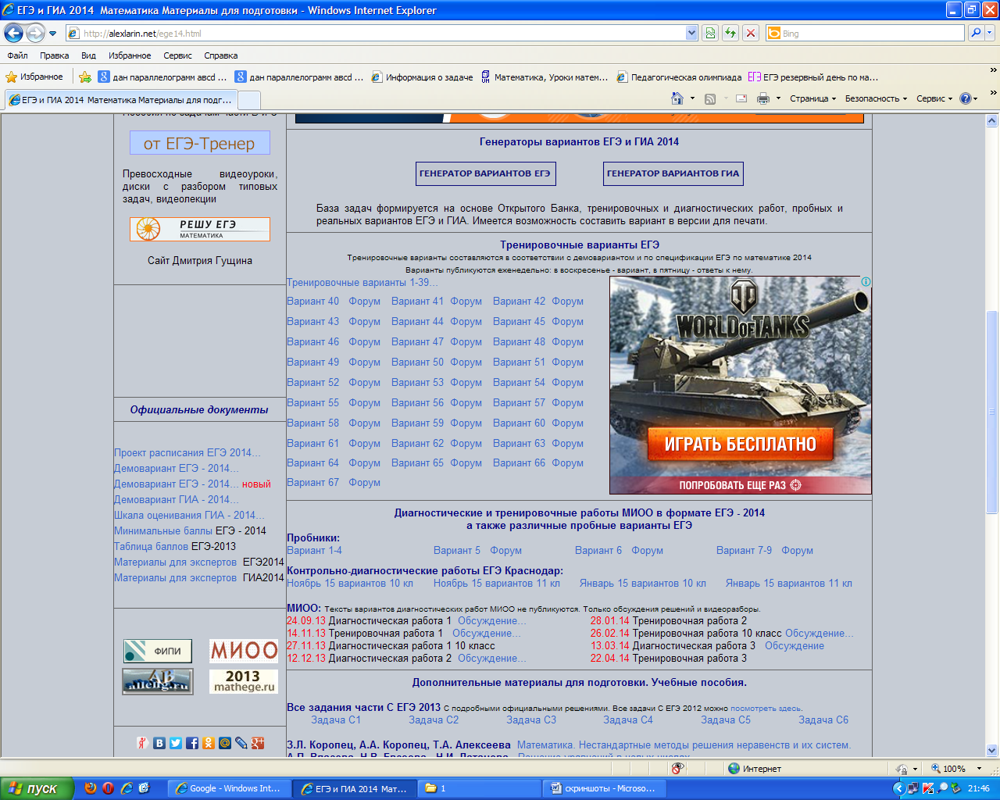 ЕГЭ и ГИА 2014 Математика Материалы для подготовки - Windows Internet Explorer
http://alexlarin.net/ege14.html
Bing
Файл Правка Вид Избранное Сервис Справка
Избранное дан параллелограмм авсd ... дан параллелограмм авсd ... Информация о задаче Математика, Уроки матем... Педагогическая олимпиада ЕГЭ резервный день по ма...
ЕГЭ и ГИА 2014 Математика Материалы для подг...
Страница Безопасность Сервис
от ЕГЭ-Тренер
Превосходные видеоуроки,
диски с разбором типовых
задач, видеолекции
РЕШУ ЕГЭ
МАТЕМАТИКА
Сайт Дмитрия Гущина
Официальные документы
Проект расписания ЕГЭ 2014...
Демовариант ЕГЭ - 2014...
Демовариант ЕГЭ - 2014... новый
Демовариант ГИА - 2014...
Шкала оценивания ГИА - 2014...
Минимальные баллы ЕГЭ - 2014
Таблица баллов ЕГЭ-2013
Материалы для экспертов ЕГЭ2014
Материалы для экспертов ГИА2014
ФИПИ МИОО
АВ alleng.ru 2013 mathege.ru
Генераторы вариантов ЕГЭ и ГИА 2014
ГЕНЕРАТОР ВАРИАНТОВ ЕГЭ ГЕНЕРАТОР ВАРИАНТОВ ГИА
База задач формируется на основе Открытого Банка, тренировочных и диагностических работ, пробных и
реальных вариантов ЕГЭ и ГИА. Имеется возможность составить вариант в версии для печати.
Тренировочные варианты ЕГЭ
Тренировочные варианты составляются в соответствии с демовариантом и по спецификации ЕГЭ по математике 2014
Варианты публикуются еженедельно: в воскресенье - вариант, в пятницу - ответы к нему.
Тренировочные варианты 1-39...
Вариант 40 Форум Вариант 41 Форум Вариант 42 Форум
Вариант 43 Форум Вариант 44 Форум Вариант 45 Форум
Вариант 46 Форум Вариант 47 Форум Вариант 48 Форум
Вариант 49 Форум Вариант 50 Форум Вариант 51 Форум
Вариант 52 Форум Вариант 53 Форум Вариант 54 Форум
Вариант 55 Форум Вариант 56 Форум Вариант 57 Форум
Вариант 58 Форум Вариант 59 Форум Вариант 60 Форум
Вариант 61 Форум Вариант 62 Форум Вариант 63 Форум
Вариант 64 Форум Вариант 65 Форум Вариант 66 Форум
Вариант 67 Форум
WORLD OF TANKS
ИГРАТЬ БЕСПЛАТНО
ПОПРОБОВАТЬ ЕЩЕ РАЗ
Диагностические и тренировочные работы МИОО в формате ЕГЭ - 2014
а также различные пробные варианты ЕГЭ
Пробники:
Вариант 1-4 Вариант 5 Форум Вариант 6 Форум Вариант 7-9 Форум
Контрольно-диагностические работы ЕГЭ Краснодар:
Ноябрь 15 вариантов 10 кл Ноябрь 15 вариантов 11 кл Январь 15 вариантов 10 кл Январь 15 вариантов 11 кл
МИОО: Тексты вариантов диагностических работ МИОО не публикуются. Только обсуждения решений и видеоразборы.
24.09.13 Диагностическая работа 1 Обсуждение... 28.01.14 Тренировочная работа 2
14.11.13 Тренировочная работа 1 Обсуждение... 26.02.14 Тренировочная работа 10 класс Обсуждение...
27.11.13 Диагностическая работа 1 10 класс 13.03.14 Диагностическая работа 3 Обсуждение
12.12.13 Диагностическая работа 2 Обсуждение... 22.04.14 Тренировочная работа 3
Дополнительные материалы для подготовки. Учебные пособия.
Все задания части С ЕГЭ 2013 С подробными официальными решениями. Все задачи С ЕГЭ 2012 можно посмотреть здесь.
Задача С1 Задача С2 Задача С3 Задача С4 Задача С5 Задача С6
З.Л. Коропец, А.А. Коропец, Т.А. Алексеева Математика. Нестандартные методы решения неравенств и их систем.
Интернет 100%
пуск Google - Windows Int... ЕГЭ и ГИА 2014 Мат... 1 скриншоты - Microso... 21:46